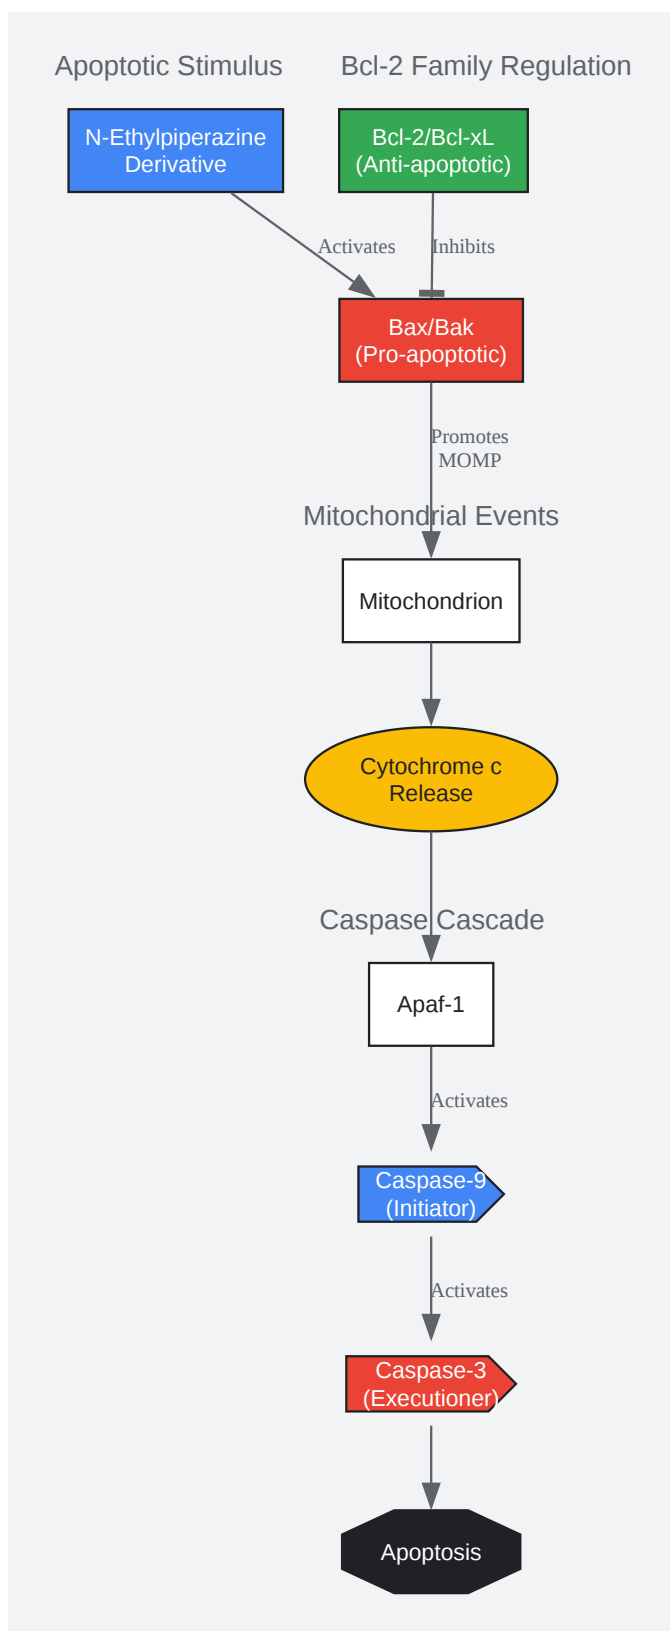 Apoptotic Stimulus
Bcl-2 Family Regulation
N-Ethylpiperazine
Derivative
Bcl-2/Bcl-xL
(Anti-apoptotic)
Activates
Inhibits
Bax/Bak
(Pro-apoptotic)
Promotes
MOMP
Mitochondrial Events
Mitochondrion
Cytochrome c
Release
Caspase Cascade
Apaf-1
Activates
Caspase-9
(Initiator)
Activates
Caspase-3
(Executioner)
Apoptosis